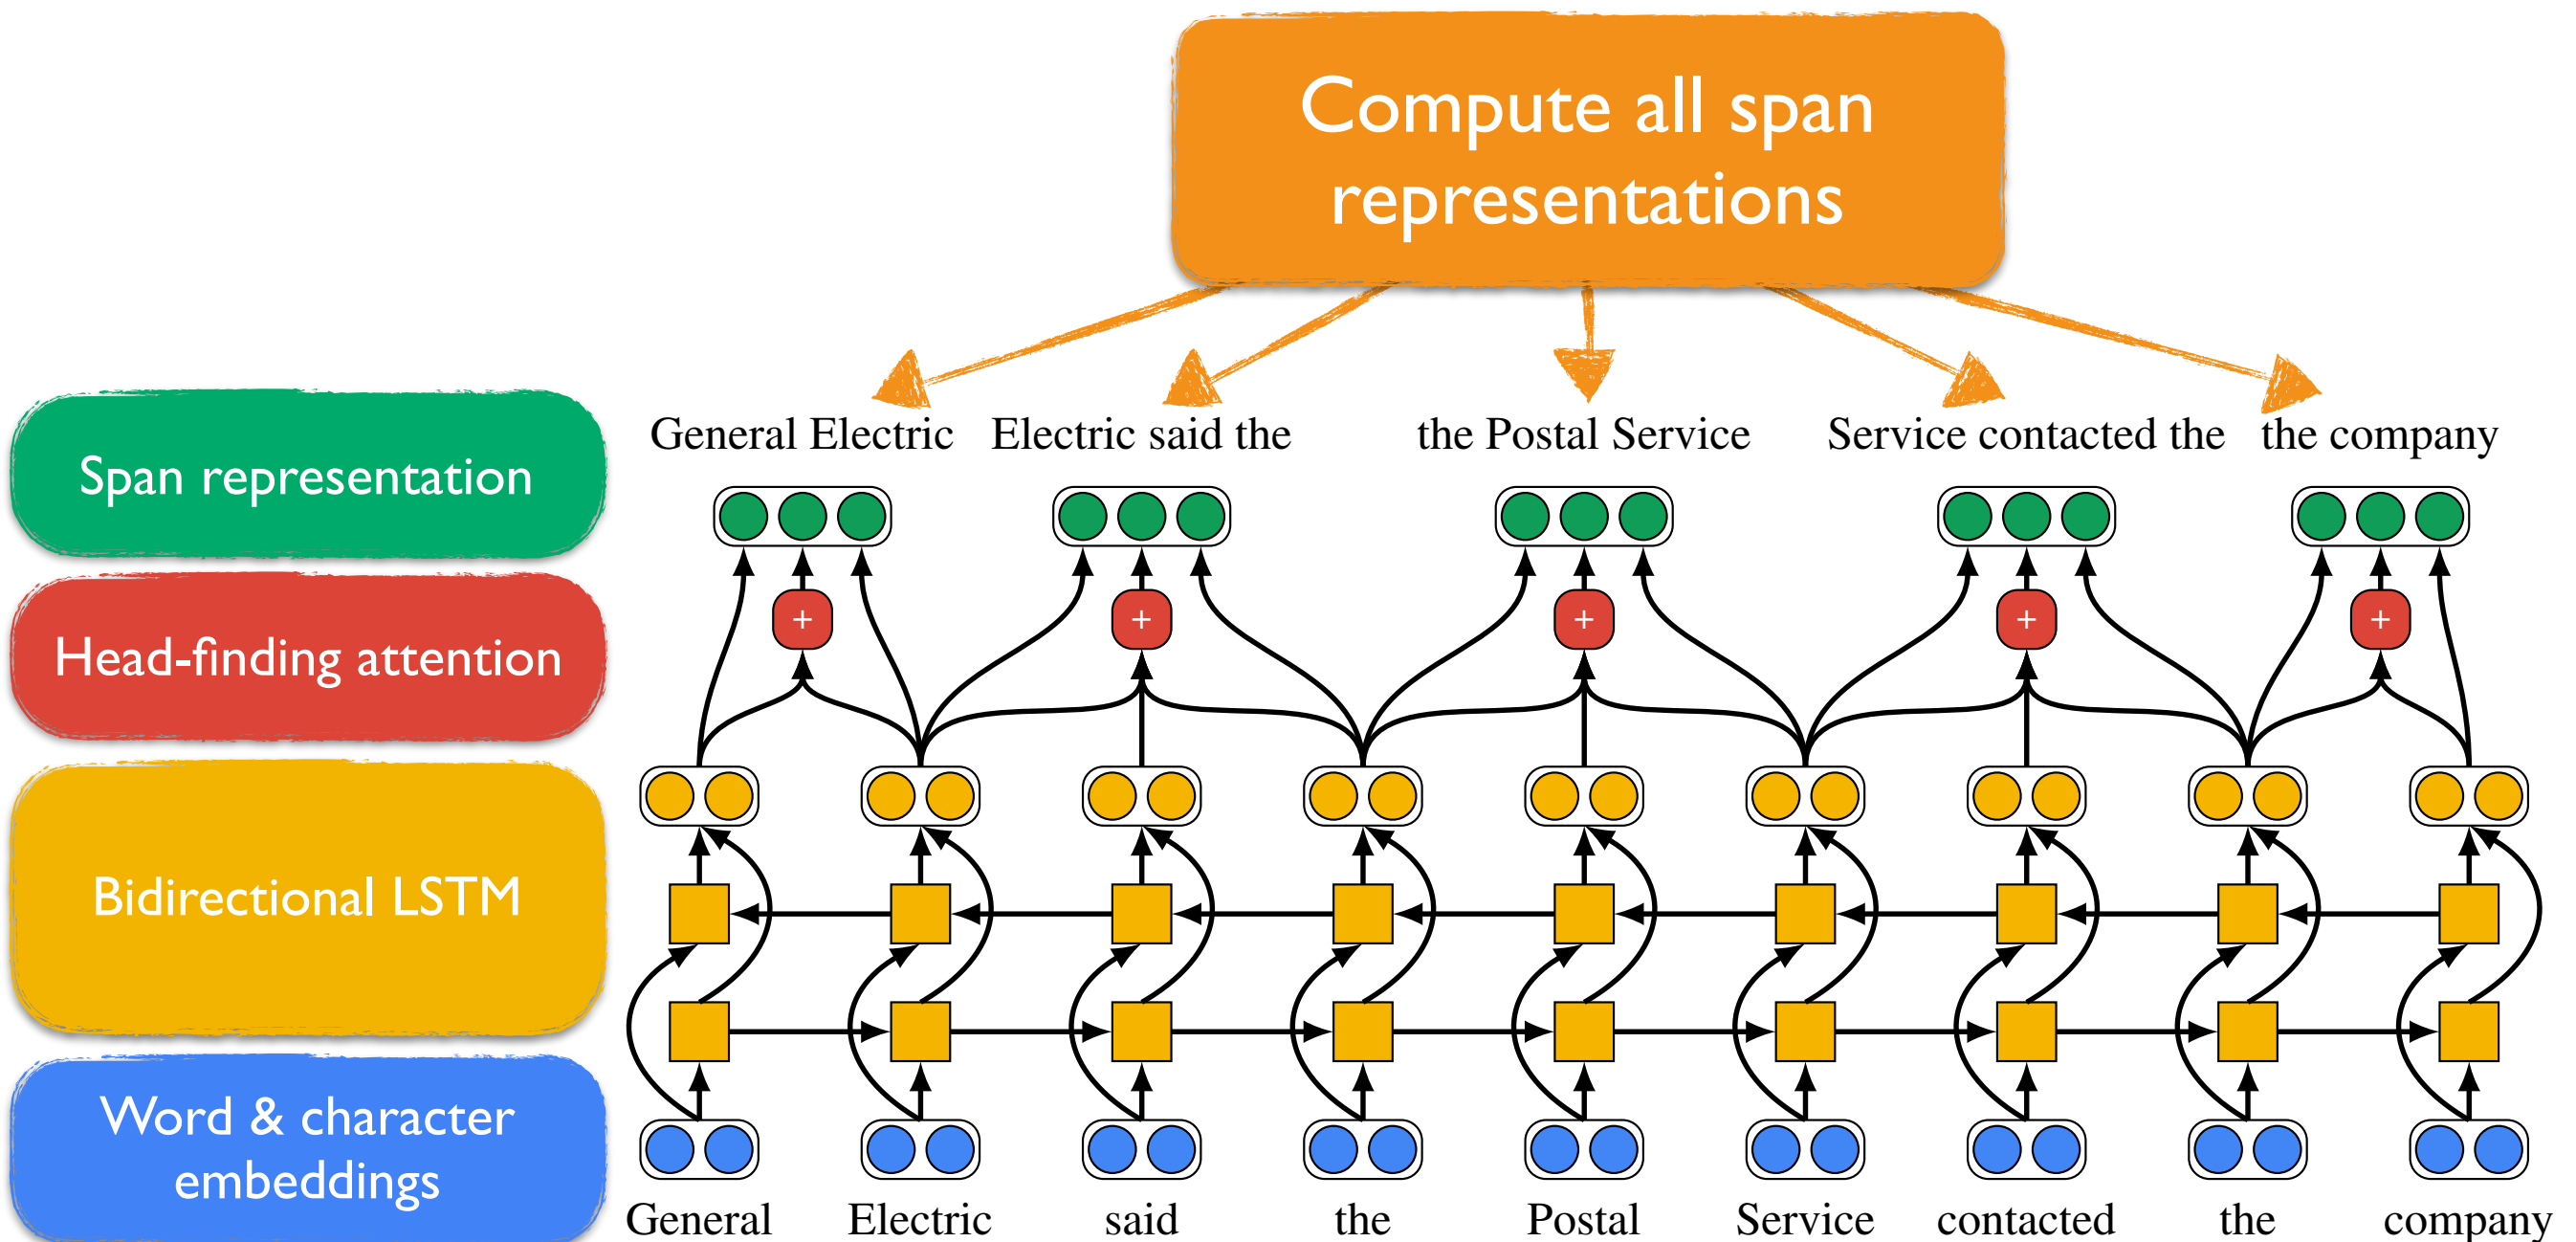 Compute all span
representations
General Electric
Electric said the
the Postal Service
Service contacted the
the company
Span representation
Head-finding attention
+ + + + +
Bidirectional LSTM
Word & character
embeddings
General Electric said the Postal Service contacted the company